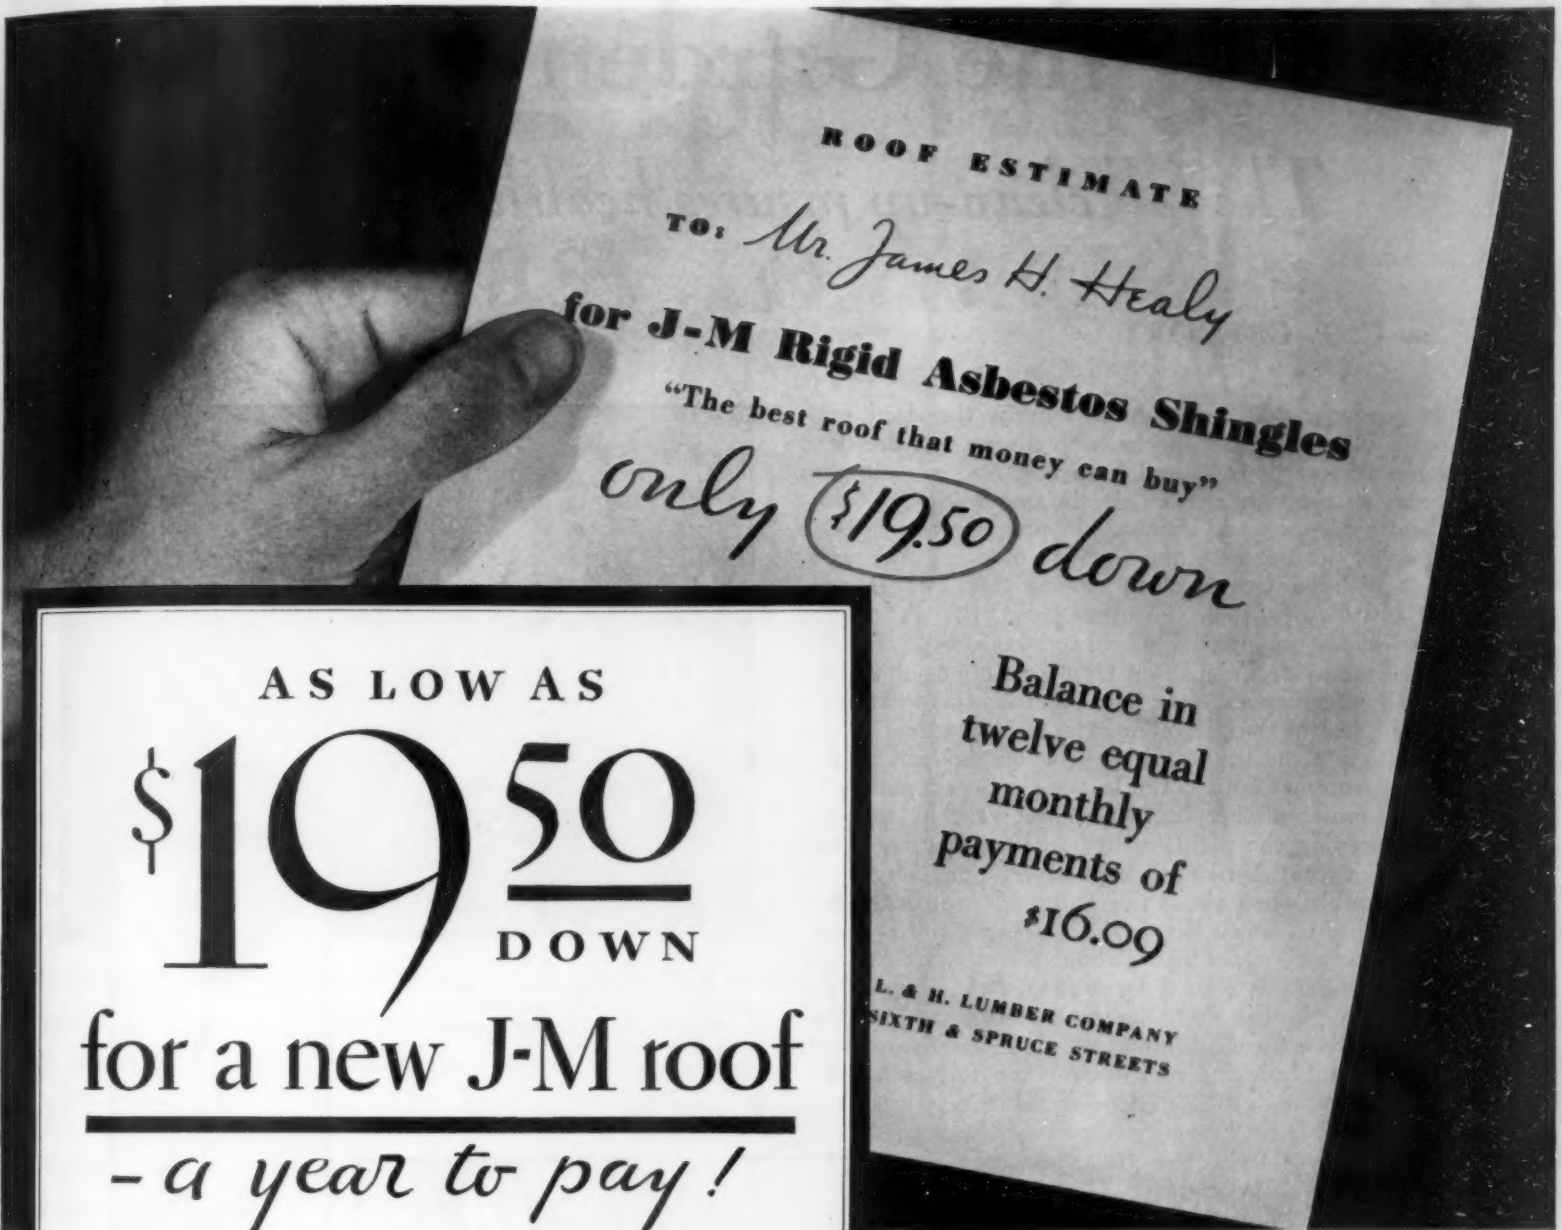 ROOF ESTIMATE
TO: Mr. James H. Healy
for J-M Rigid Asbestos Shingles
“The best roof that money can buy”
only $19.50 down
Balance in
twelve equal
monthly
payments of
$16.09
L. & H. LUMBER COMPANY
SIXTH & SPRUCE STREETS
AS LOW AS
$19 50
DOWN
for a new J-M roof
- a year to pay!